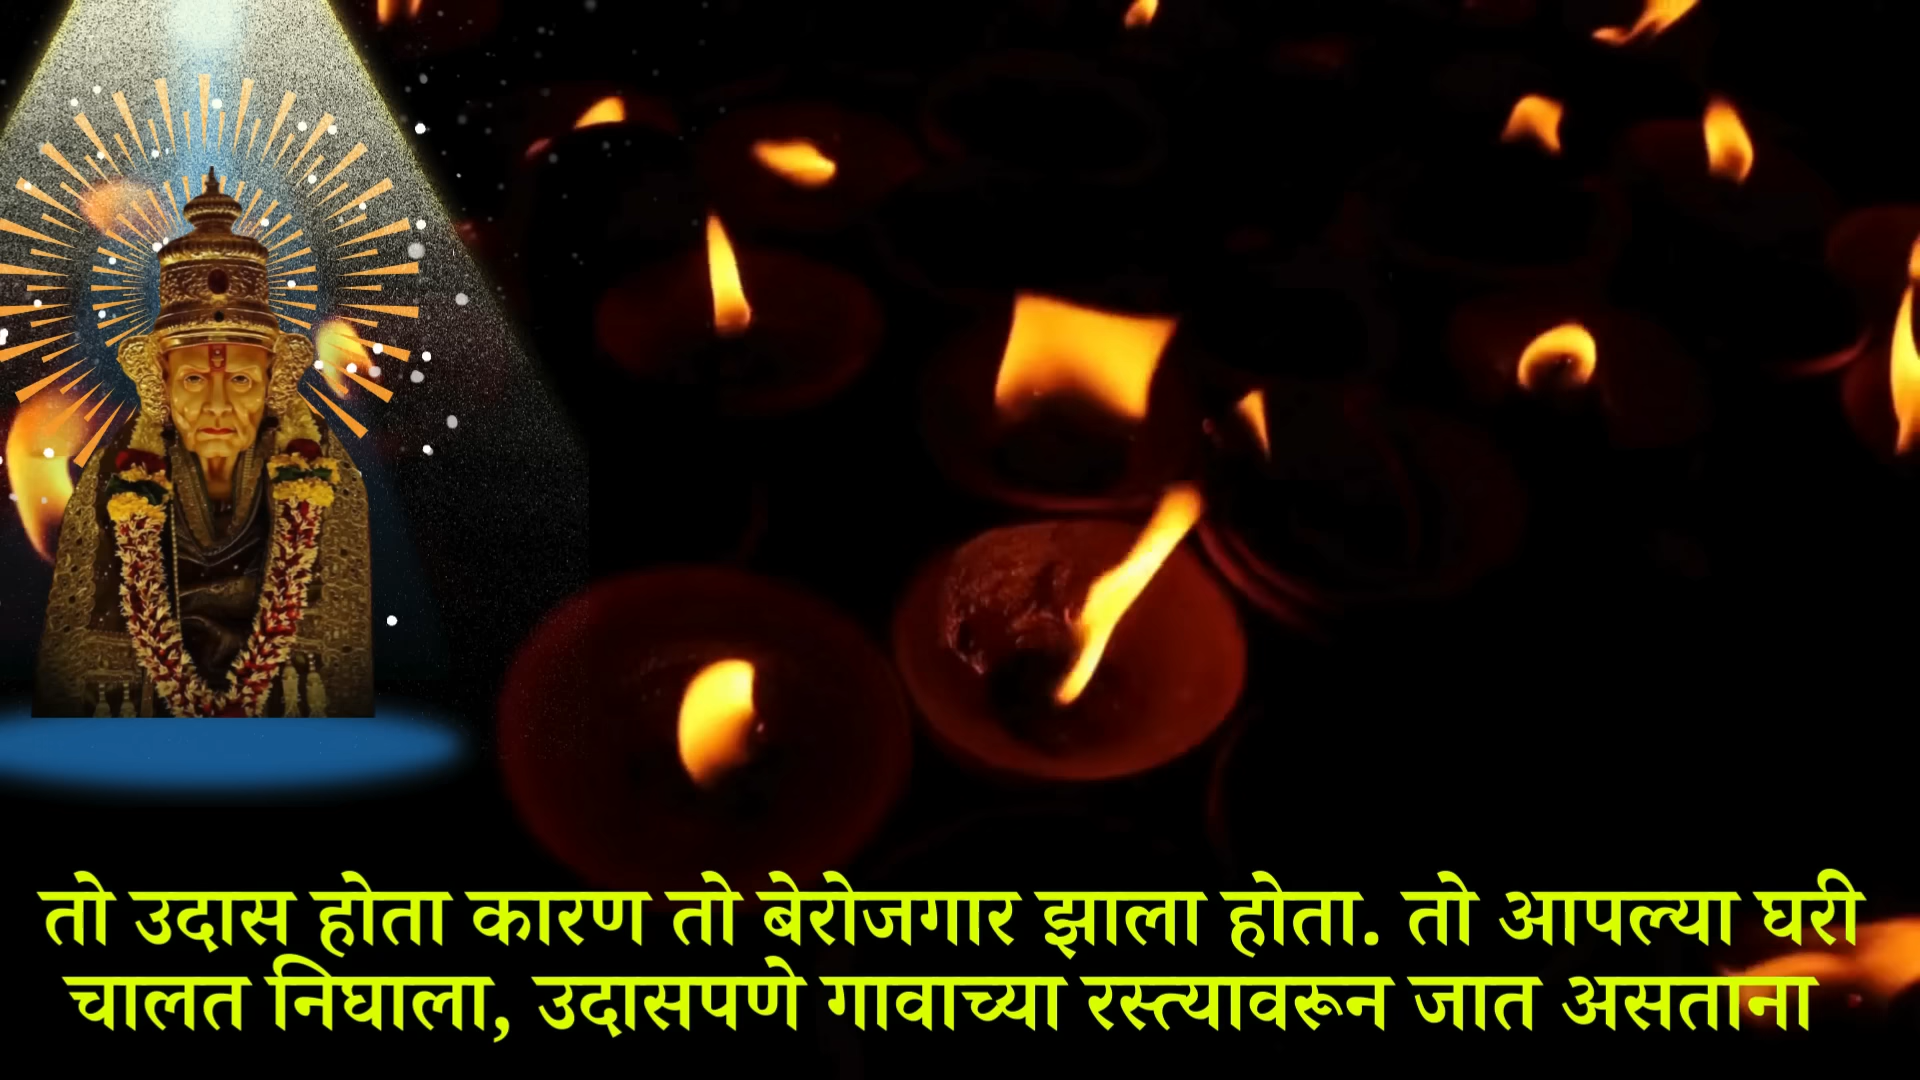 तो उदास होता कारण तो बेरोजगार झाला होता. तो आपल्या घरी
चालत निघाला, उदासपणे गावाच्या रस्त्यावरून जात असताना